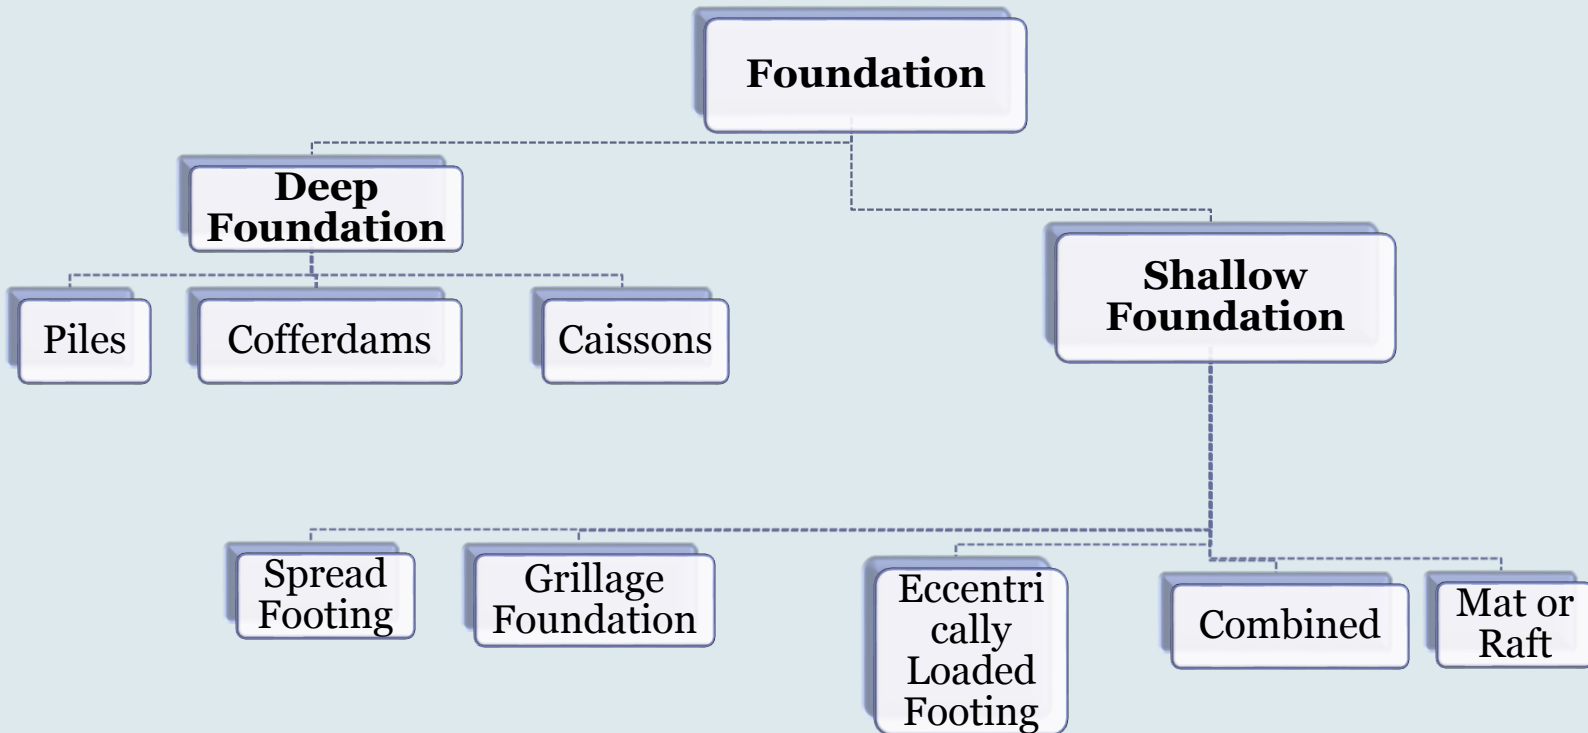 Foundation
Deep
Foundation
Shallow
Foundation
Piles
Cofferdams
Caissons
Spread
Footing
Grillage
Foundation
Eccentri
cally
Loaded
Footing
Combined
Mat or
Raft